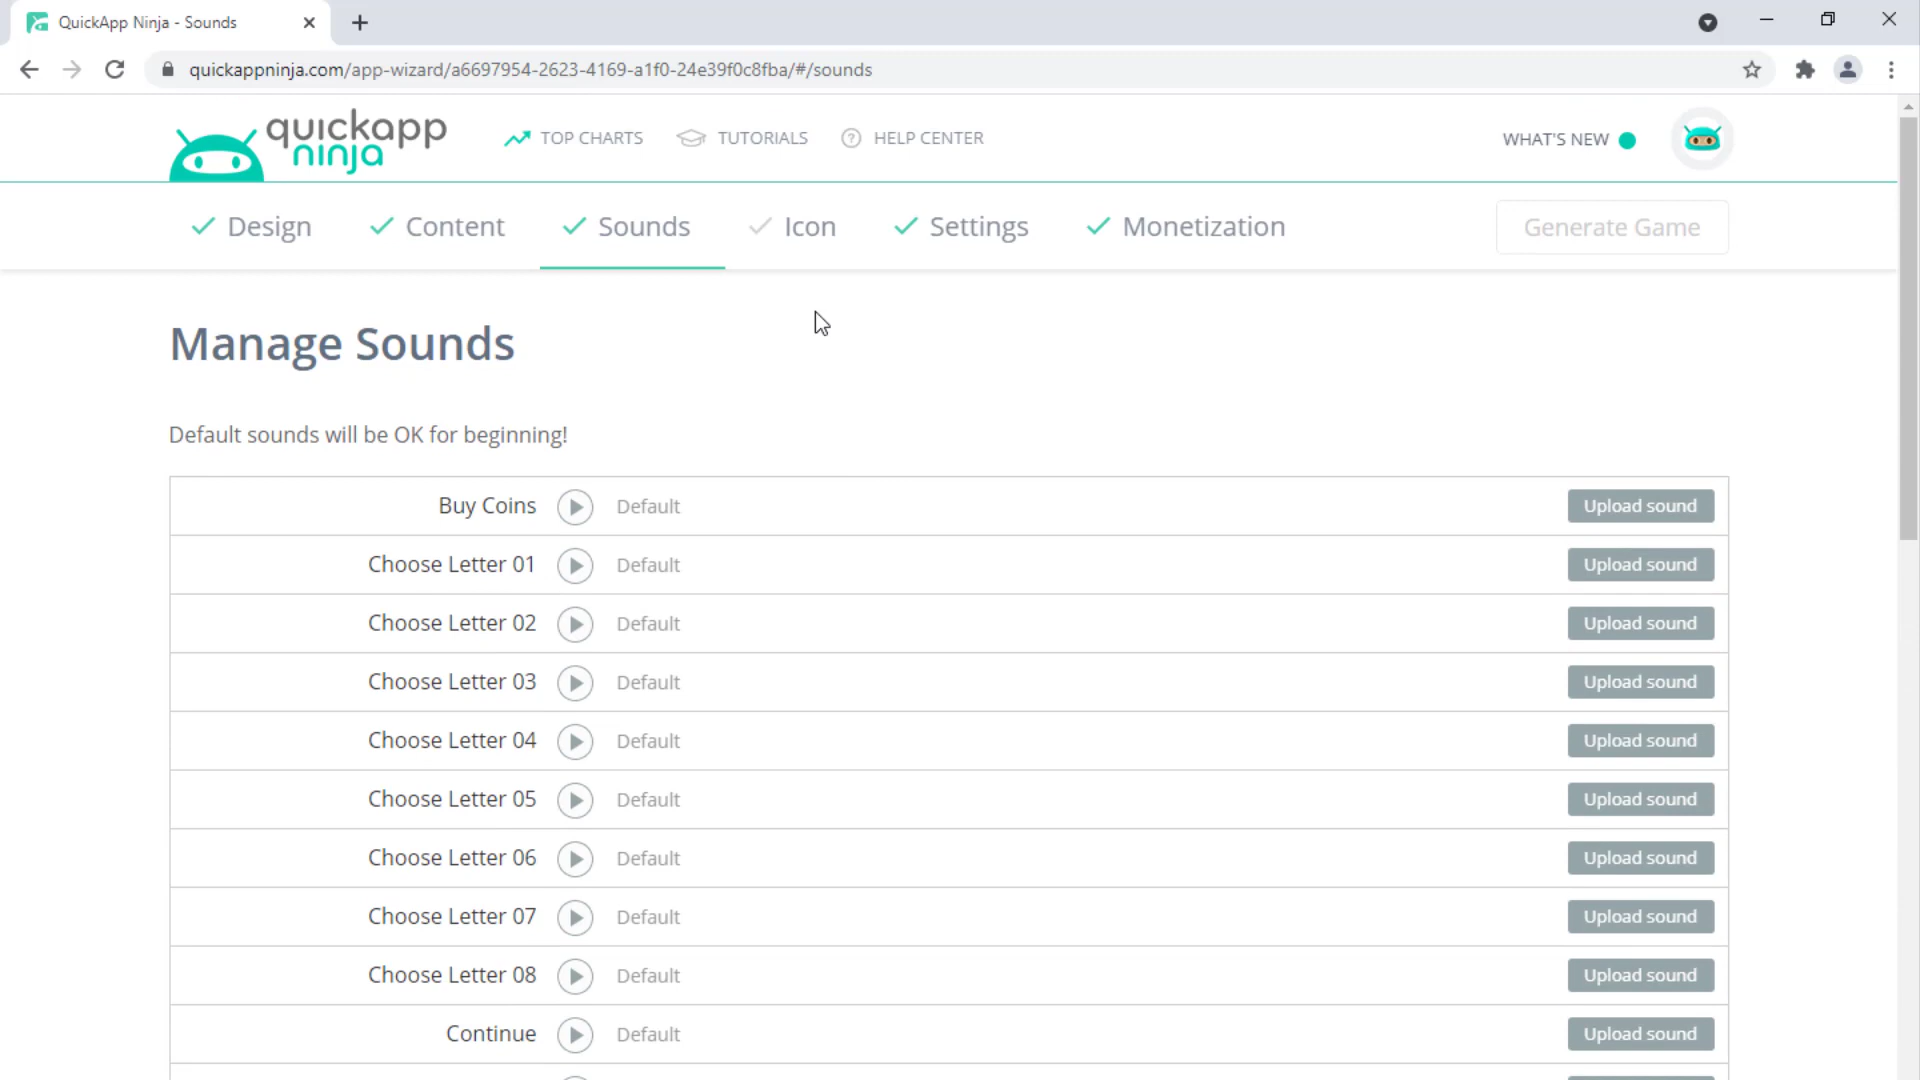 QuickApp Ninja - Sounds
quickappninja.com/app-wizard/a6697954-2623-4169-a1f0-24e39f0c8fba/#/sounds
quickapp ninja TOP CHARTS TUTORIALS HELP CENTER WHAT'S NEW
Design Content Sounds Icon Settings Monetization Generate Game
Manage Sounds
Default sounds will be OK for beginning!
Buy Coins Default Upload sound
Choose Letter 01 Default Upload sound
Choose Letter 02 Default Upload sound
Choose Letter 03 Default Upload sound
Choose Letter 04 Default Upload sound
Choose Letter 05 Default Upload sound
Choose Letter 06 Default Upload sound
Choose Letter 07 Default Upload sound
Choose Letter 08 Default Upload sound
Continue Default Upload sound